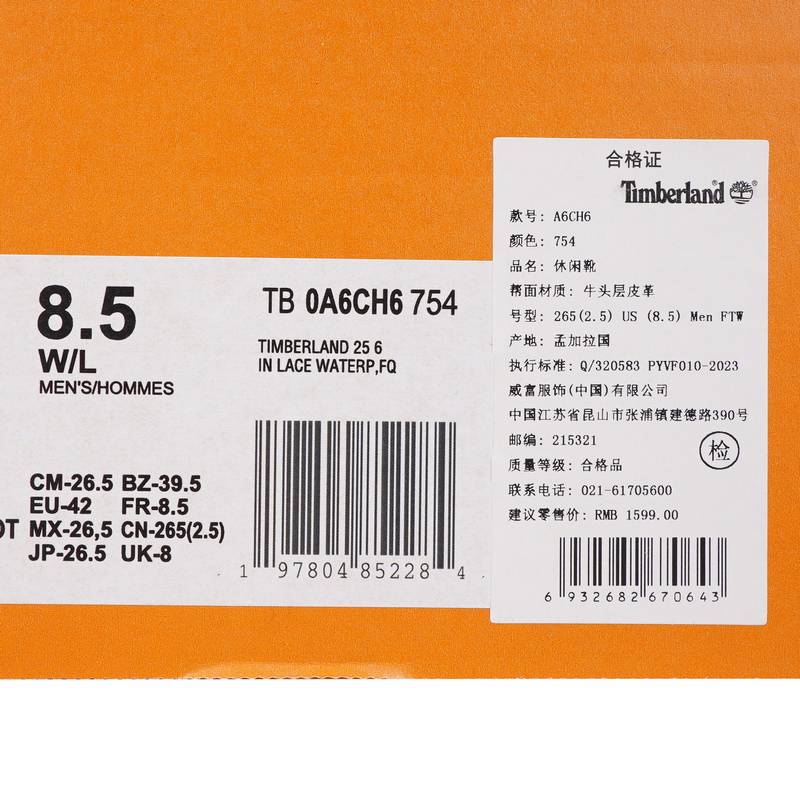 8.5
W/L
MEN'S/HOMMES
TB 0A6CH6 754
TIMBERLAND 25 6
IN LACE WATERP,FQ
CM-26.5 BZ-39.5
EU-42 FR-8.5
OT MX-26,5 CN-265(2.5)
JP-26.5 UK-8
1 97804 85228 4
合格证
Timberland®
款号: A6CH6
颜色: 754
品名: 休闲靴
帮面材质: 牛头层皮革
号型: 265(2.5) US (8.5) Men FTW
产地: 孟加拉国
执行标准: Q/320583 PYVF010-2023
威富服饰(中国)有限公司
中国江苏省昆山市张浦镇建德路390号
邮编: 215321
检
质量等级: 合格品
联系电话: 021-61705600
建议零售价: RMB 1599.00
6 932682 670643